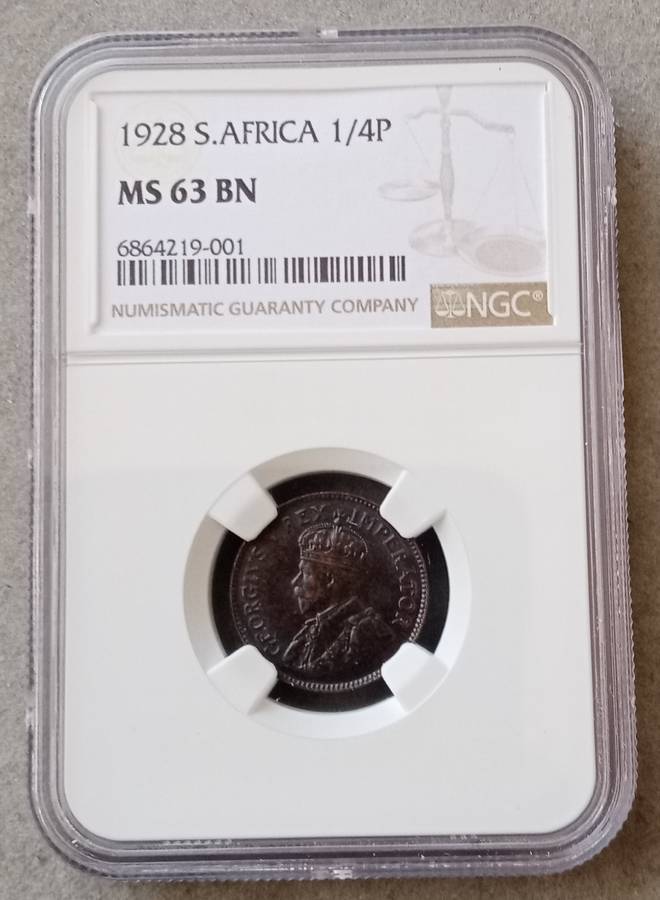 1928 S.AFRICA 1/4P
MS 63 BN
6864219-001
NUMISMATIC GUARANTY COMPANY
NGC®
GEORGIVS REX IMPERATOR